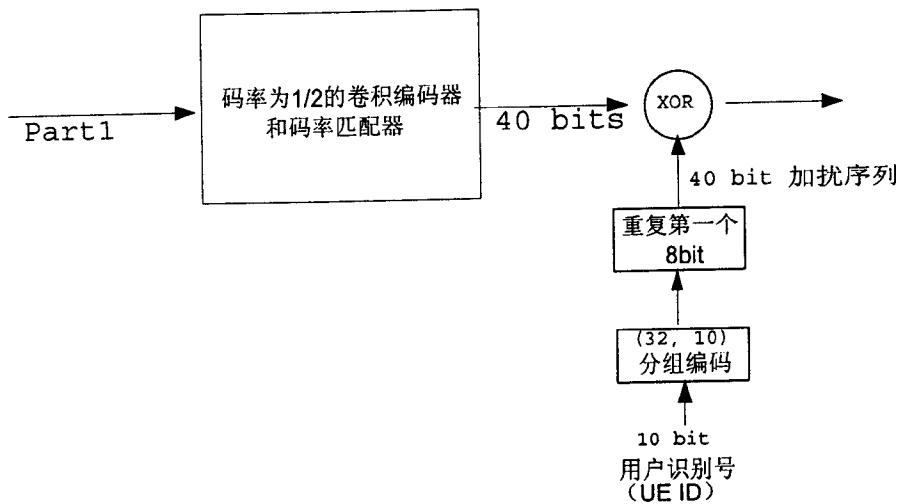 码率为1/2的卷积编码器
和码率匹配器
Part1
40 bits
XOR
40 bit 加扰序列
重复第一个
8bit
(32, 10)
分组编码
10 bit
用户识别号
（UE ID）